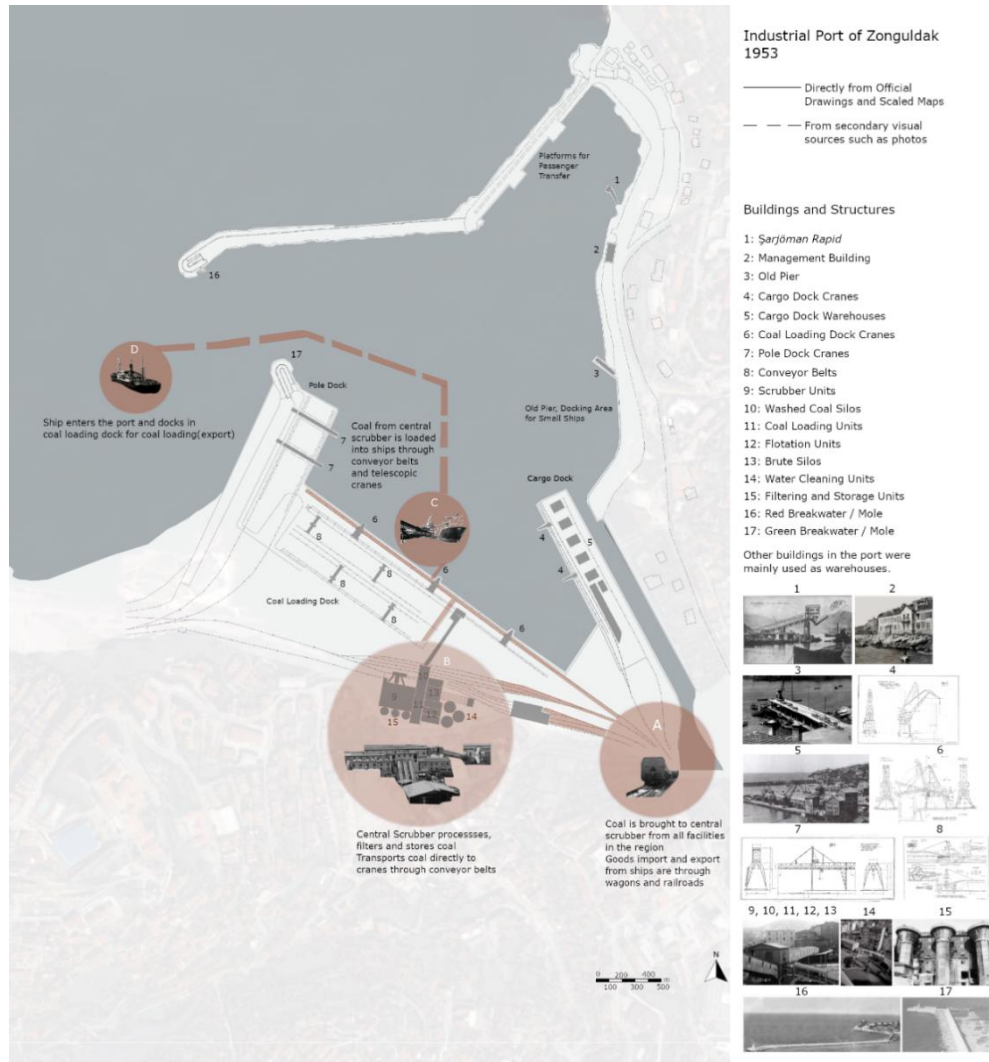 Industrial Port of Zonguldak
1953
Directly from Official
Drawings and Scaled Maps
From secondary visual
sources such as photos
Buildings and Structures
1: Şarjöman Rapid
2: Management Building
3: Old Pier
4: Cargo Dock Cranes
5: Cargo Dock Warehouses
6: Coal Loading Dock Cranes
7: Pole Dock Cranes
8: Conveyor Belts
9: Scrubber Units
10: Washed Coal Silos
11: Coal Loading Units
12: Flotation Units
13: Brute Silos
14: Water Cleaning Units
15: Filtering and Storage Units
16: Red Breakwater / Mole
17: Green Breakwater / Mole
Other buildings in the port were
mainly used as warehouses.
1 2
3 4
5 6
7 8
9, 10, 11, 12, 13 14 15
16 17
Platforms for
Passenger
Transfer
1
2
16
D
Ship enters the port and docks in
coal loading dock for coal loading(export)
17
Pole Dock
7
7
Coal from central
scrubber is loaded
into ships through
conveyor belts
and telescopic
cranes
3
Old Pier, Docking Area
for Small Ships
Cargo Dock
4
5
4
C
6
6
6
8
8
8
8
Coal Loading Dock
B
9
13
12
15
14
A
Central Scrubber processses,
filters and stores coal
Transports coal directly to
cranes through conveyor belts
Coal is brought to central
scrubber from all facilities
in the region
Goods import and export
from ships are through
wagons and railroads
N
0 200 400 m
100 300 500